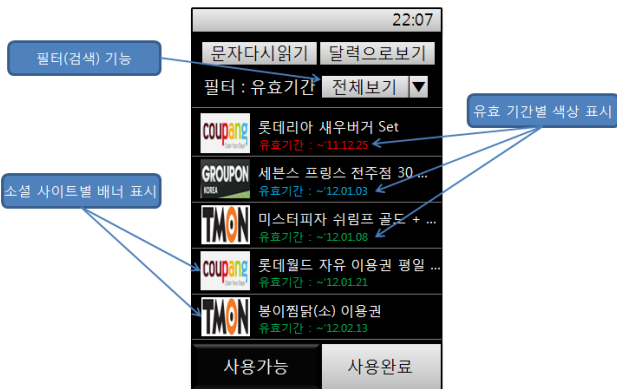 22:07
문자다시읽기 달력으로보기
필터(검색) 기능
필터 : 유효기간 전체보기
유효 기간별 색상 표시
coupang 롯데리아 새우버거 Set
유효기간 : ~'11.12.25
GROUPON KOREA 세븐스 프링스 전주점 30 ...
유효기간 : ~'12.01.03
소셜 사이트별 배너 표시
TMON 미스터피자 쉬림프 골드 + ...
유효기간 : ~'12.01.08
coupang 롯데월드 자유 이용권 평일 ...
유효기간 : ~'12.01.21
TMON 봉이찜닭(소) 이용권
유효기간 : ~'12.02.13
사용가능 사용완료